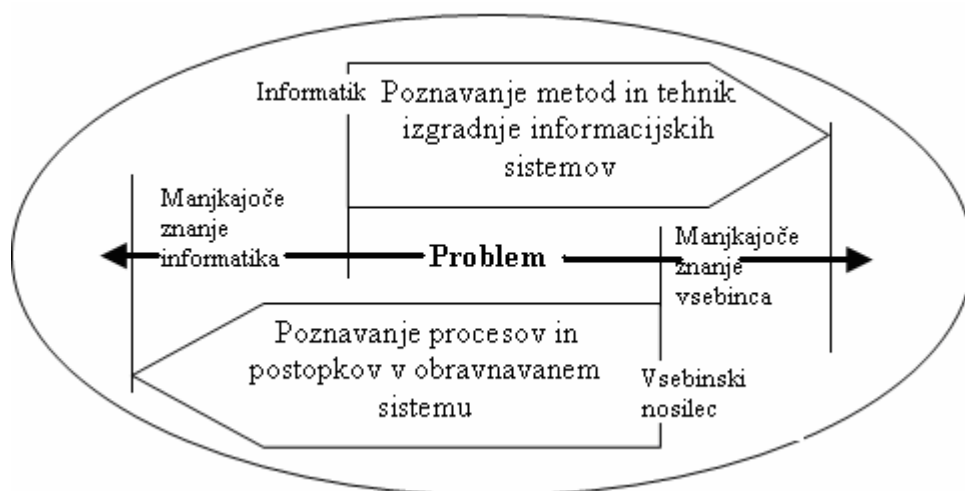 Informatik
Poznavanje metod in tehnik
izgradnje informacijskih
sistemov
Manjkajoče
znanje
informatika
Problem
Manjkajoče
znanje
vsebinca
Poznavanje procesov in
postopkov v obravnavanem
sistemu
Vsebinski
nosilec